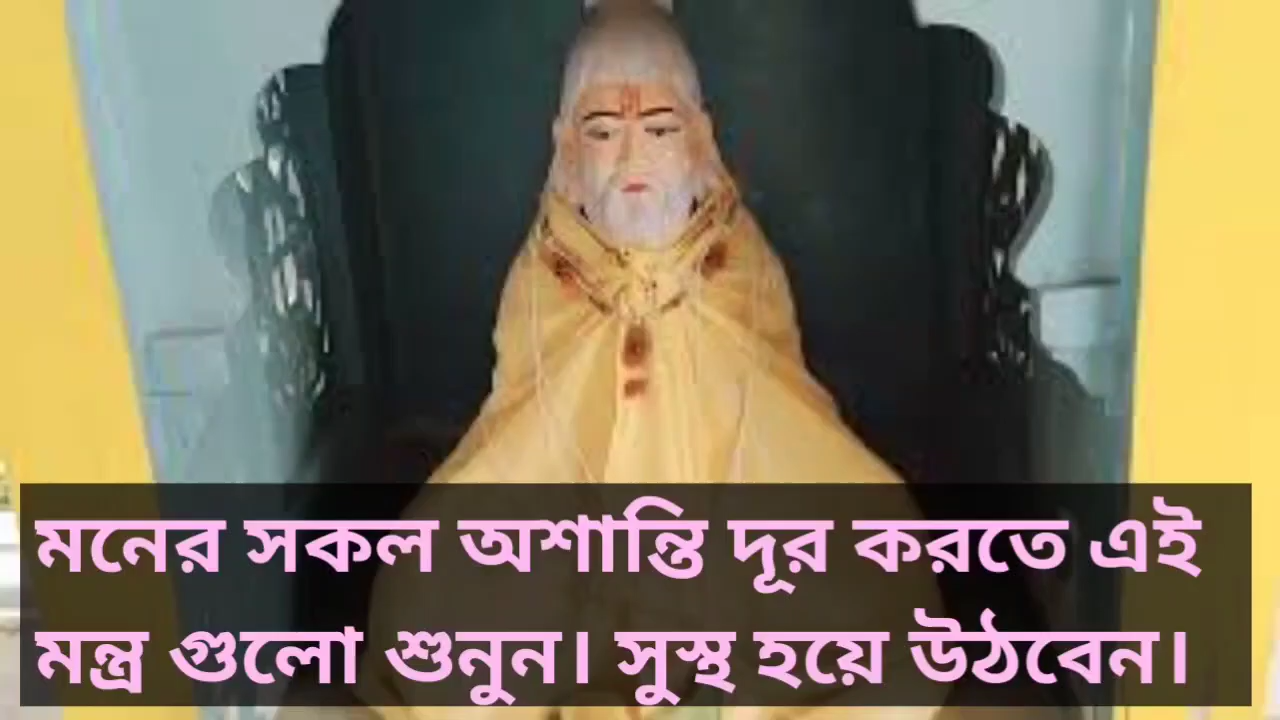 মনের সকল অশান্তি দূর করতে এই
মন্ত্র গুলো শুনুন। সুস্থ হয়ে উঠবেন।